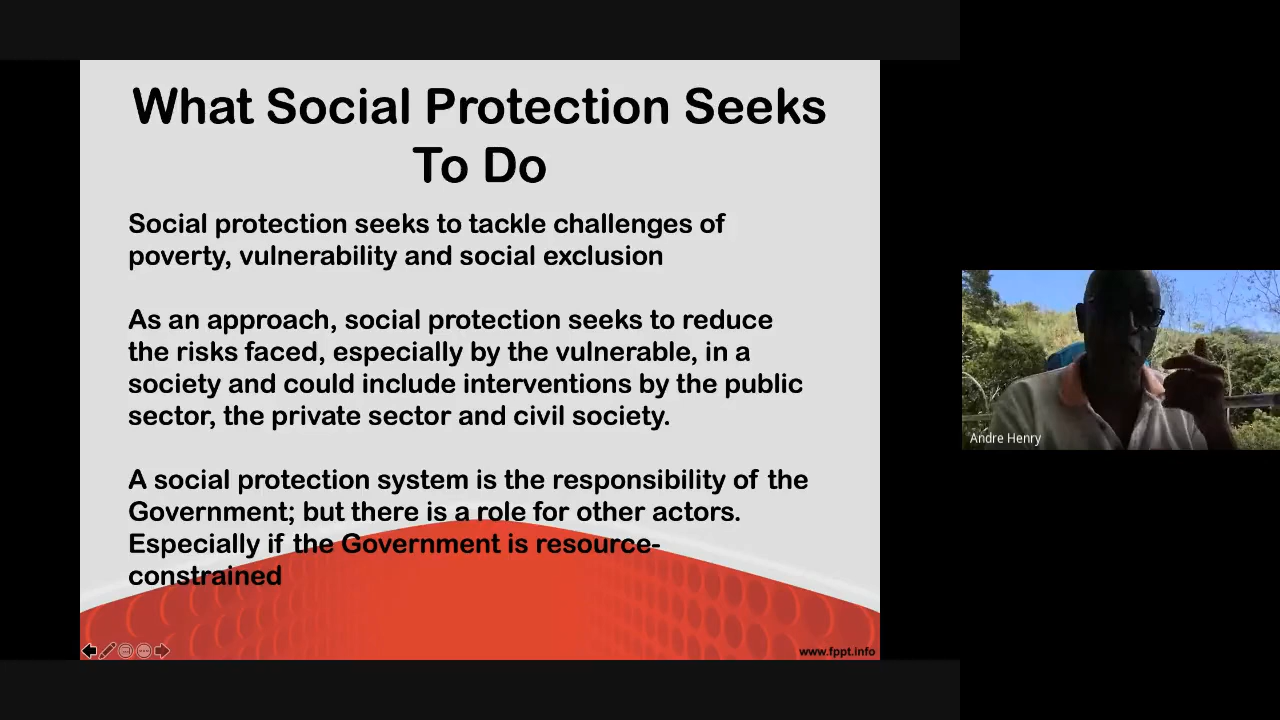 What Social Protection Seeks
To Do
Social protection seeks to tackle challenges of
poverty, vulnerability and social exclusion
As an approach, social protection seeks to reduce
the risks faced, especially by the vulnerable, in a
society and could include interventions by the public
sector, the private sector and civil society.
A social protection system is the responsibility of the
Government; but there is a role for other actors.
Especially if the Government is resource-
constrained
www.fppt.info
Andre Henry